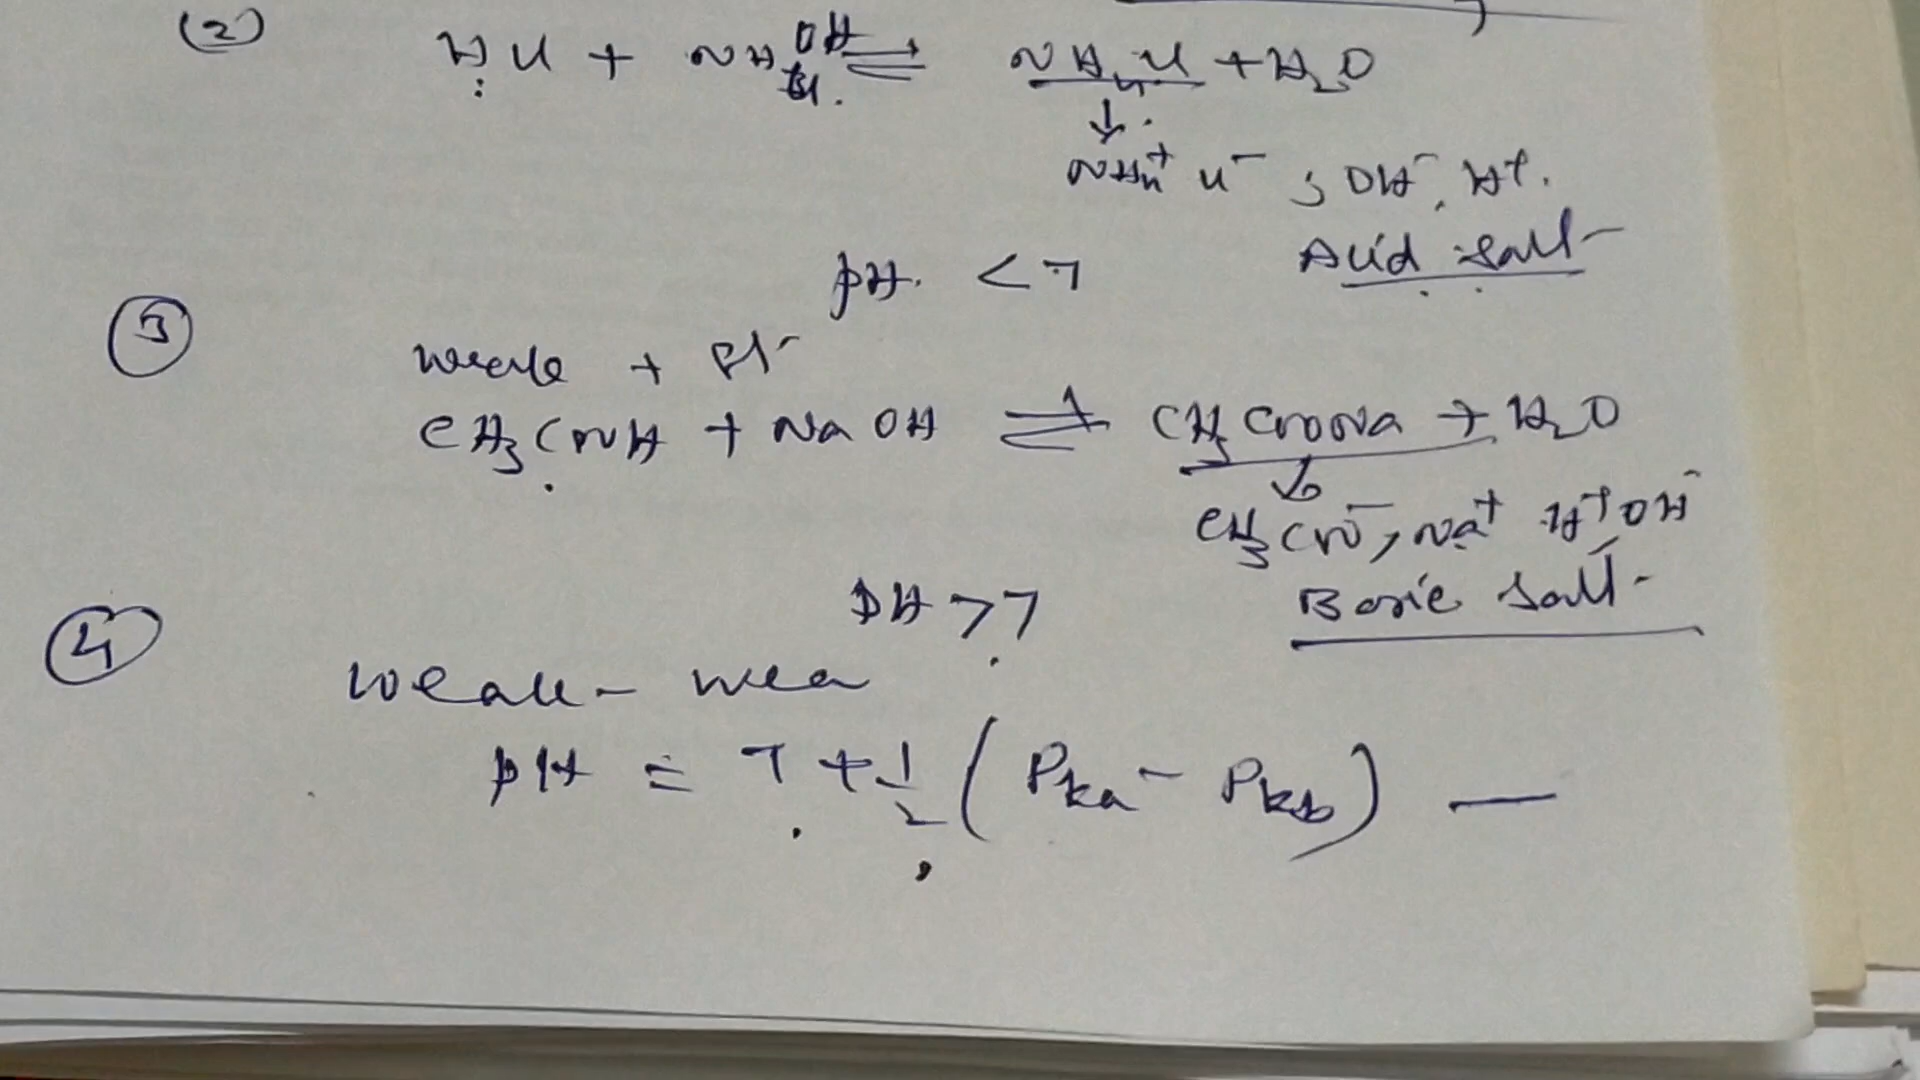 (2) HCl + NH4OH ⇌ NH4Cl + H2O
↓
NH4+ Cl- ; OH-, H+.
pH. < 7 Acid salt
(3) weak + St
CH3COOH + NaOH ⇌ CH3COONa + H2O
↓
CH3COO-, Na+ H+ OH-
pH > 7 Basic salt
(4) weak - wea
pH = 7 + 1/2 (Pka - Pkb) —